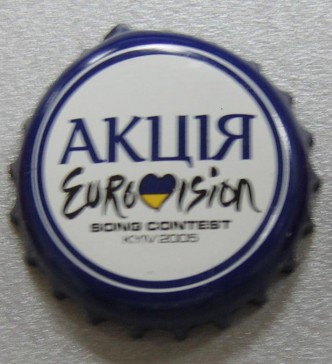 АКЦІЯ
EUROVISION
SONG CONTEST
KYIV 2005